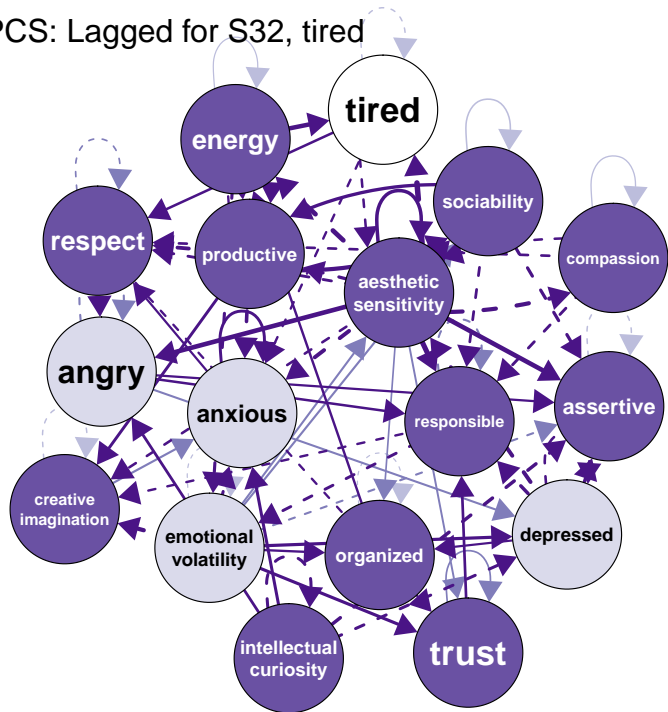 PCS: Lagged for S32, tired
tired
energy
sociability
respect
productive
compassion
aesthetic
sensitivity
angry
anxious
responsible
assertive
creative
imagination
emotional
volatility
organized
depressed
intellectual
curiosity
trust